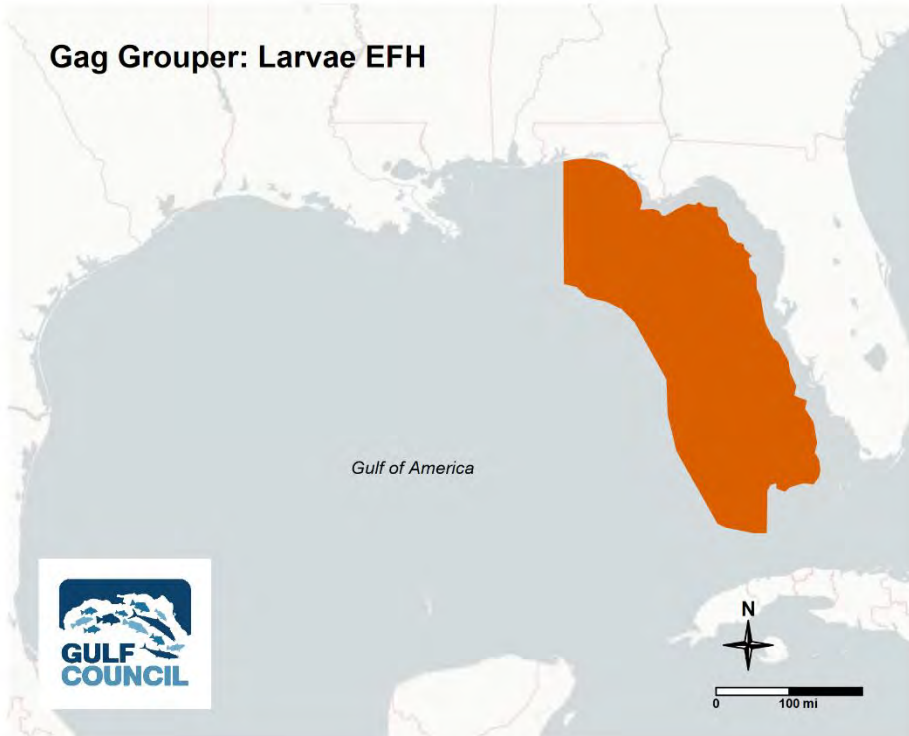 Gag Grouper: Larvae EFH
Gulf of America
GULF
COUNCIL
N
0 100 mi